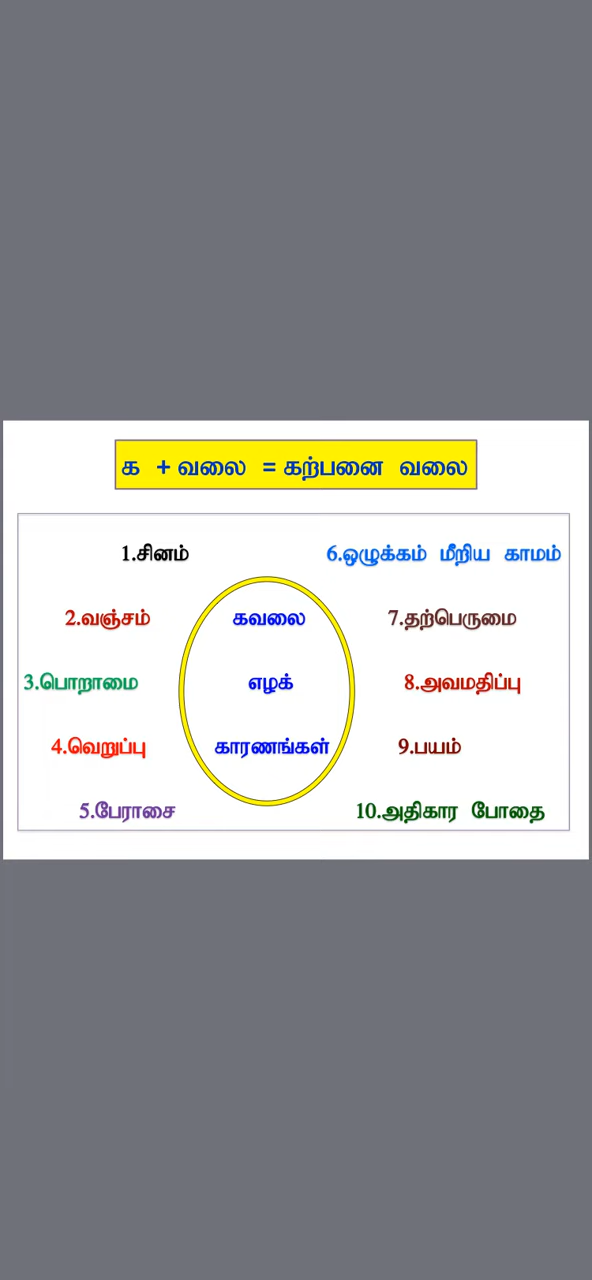 க + வலை = கற்பனை வலை
1.சினம்
2.வஞ்சம்
3.பொறாமை
4.வெறுப்பு
5.பேராசை
கவலை
எழக்
காரணங்கள்
6.ஒழுக்கம் மீறிய காமம்
7.தற்பெருமை
8.அவமதிப்பு
9.பயம்
10.அதிகார போதை